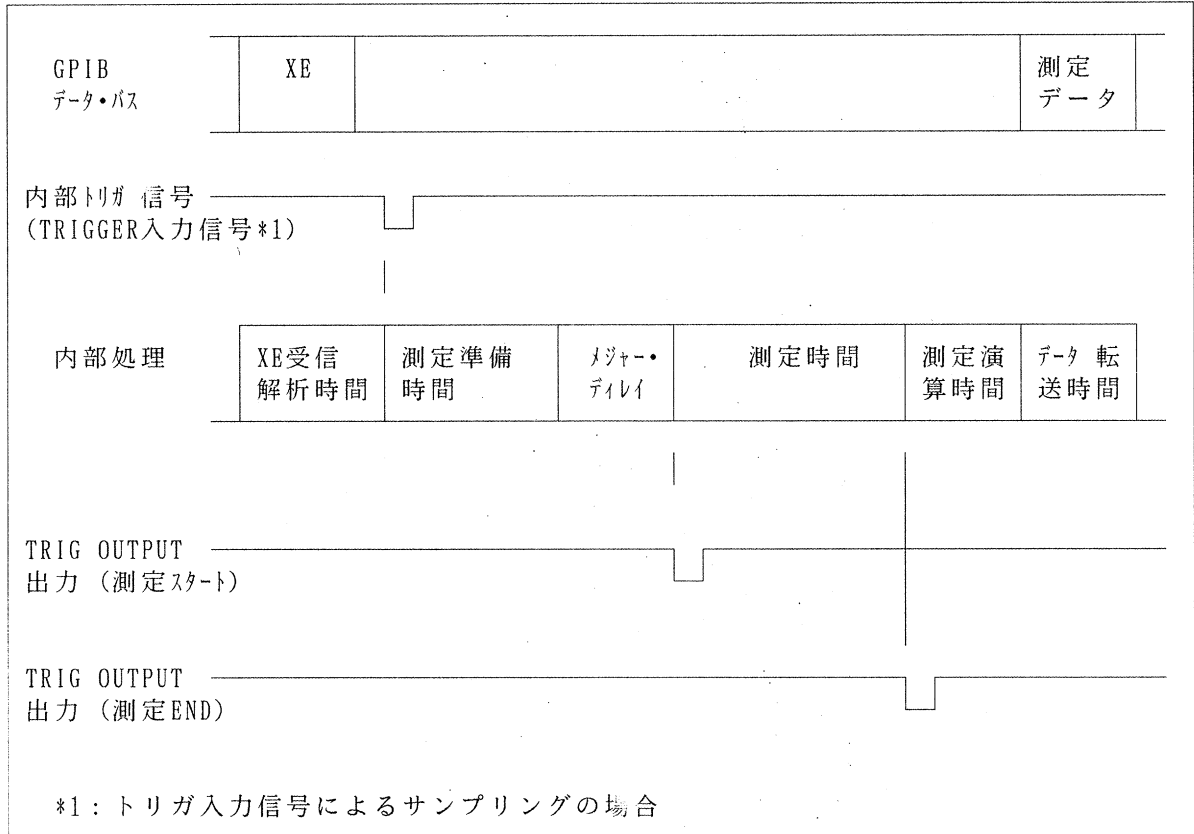 GPIB
データ・バス
XE
測定
データ
内部トリガ 信号
(TRIGGER入力信号*1)
内部処理
XE受信
解析時間
測定準備
時間
メジャー・
ディレイ
測定時間
測定演
算時間
データ 転
送時間
TRIG OUTPUT
出力 (測定スタート)
TRIG OUTPUT
出力 (測定END)
*1: トリガ入力信号によるサンプリングの場合